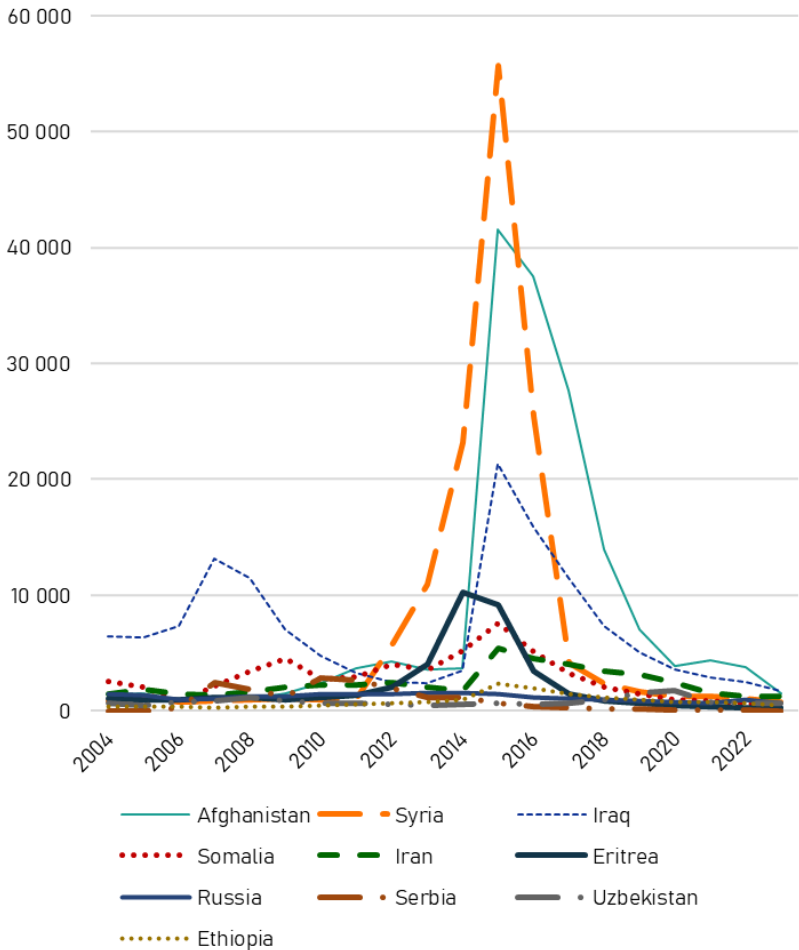 60 000
50 000
40 000
30 000
20 000
10 000
0
2004 2006 2008 2010 2012 2014 2016 2018 2020 2022
Afghanistan Syria Iraq
Somalia Iran Eritrea
Russia Serbia Uzbekistan
Ethiopia